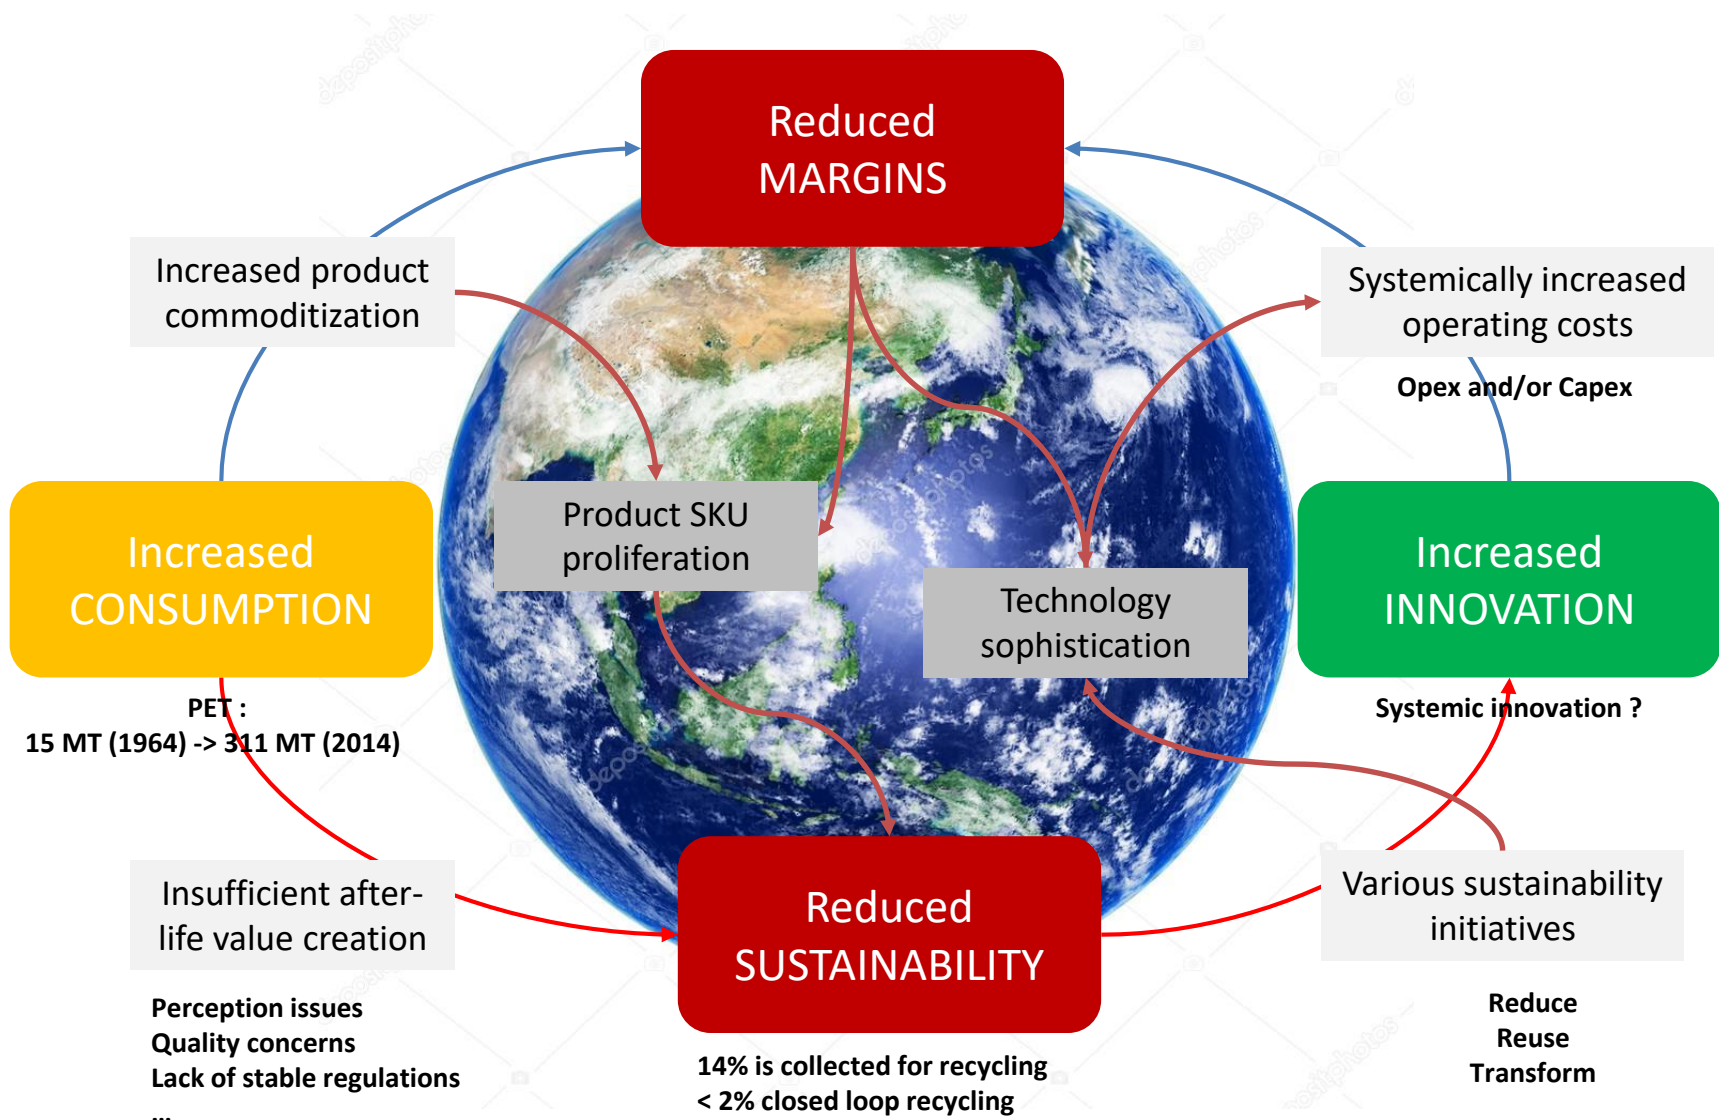 Reduced
MARGINS
Increased product
commoditization
Systemically increased
operating costs
Opex and/or Capex
Product SKU
proliferation
Increased
CONSUMPTION
Technology
sophistication
Increased
INNOVATION
PET :
15 MT (1964) -> 311 MT (2014)
Systemic innovation ?
Insufficient after-
life value creation
Reduced
SUSTAINABILITY
Various sustainability
initiatives
Perception issues
Quality concerns
Lack of stable regulations
...
14% is collected for recycling
< 2% closed loop recycling
Reduce
Reuse
Transform
depositphotos